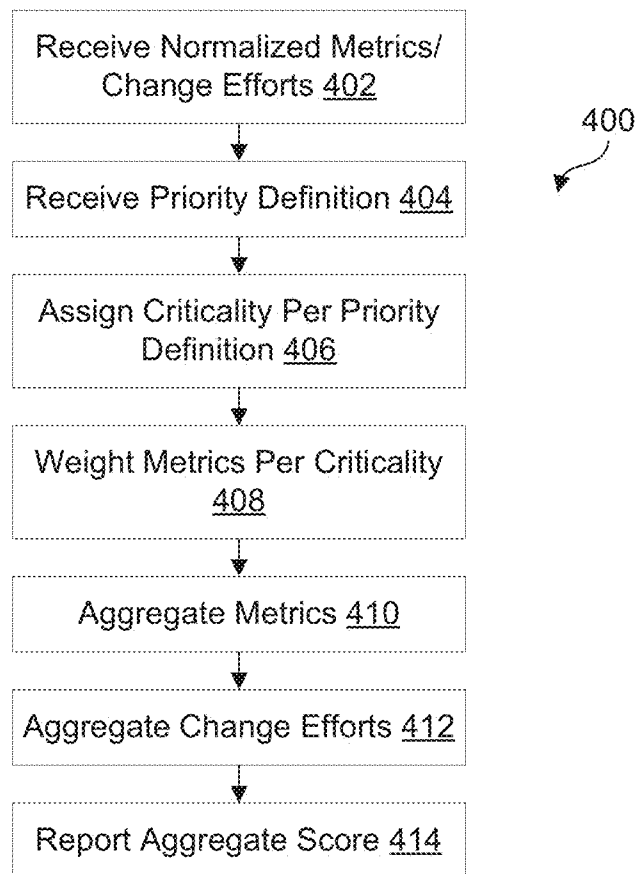 Receive Normalized Metrics/
Change Efforts 402
400
Receive Priority Definition 404
Assign Criticality Per Priority
Definition 406
Weight Metrics Per Criticality
408
Aggregate Metrics 410
Aggregate Change Efforts 412
Report Aggregate Score 414